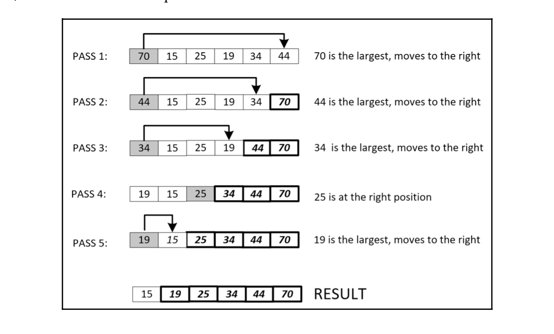 PASS 1: 70 15 25 19 34 44 70 is the largest, moves to the right
PASS 2: 44 15 25 19 34 70 44 is the largest, moves to the right
PASS 3: 34 15 25 19 44 70 34 is the largest, moves to the right
PASS 4: 19 15 25 34 44 70 25 is at the right position
PASS 5: 19 15 25 34 44 70 19 is the largest, moves to the right
15 19 25 34 44 70 RESULT